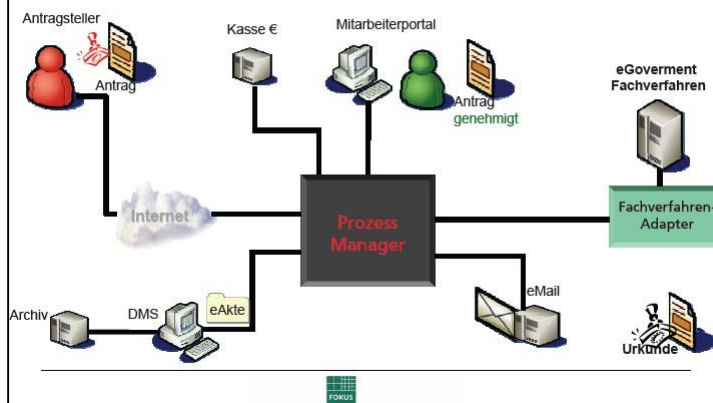 Antragsteller
Antrag
Kasse €
Mitarbeiterportal
Antrag
genehmigt
eGoverment
Fachverfahren
Internet
Prozess
Manager
Fachverfahren-
Adapter
Archiv
DMS
eAkte
eMail
Urkunde
FOKUS